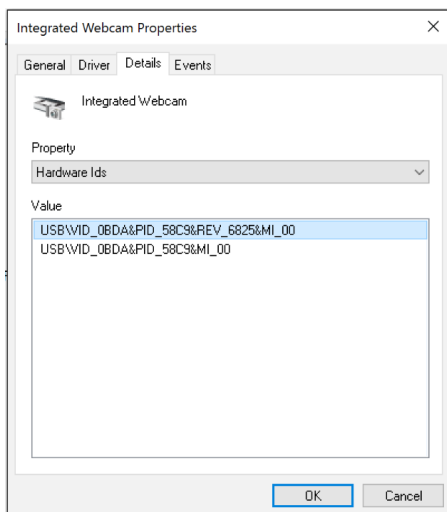 Integrated Webcam Properties
General Driver Details Events
Integrated Webcam
Property
Hardware Ids
Value
USB\VID_0BDA&PID_58C9&REV_6825&MI_00
USB\VID_0BDA&PID_58C9&MI_00
OK Cancel